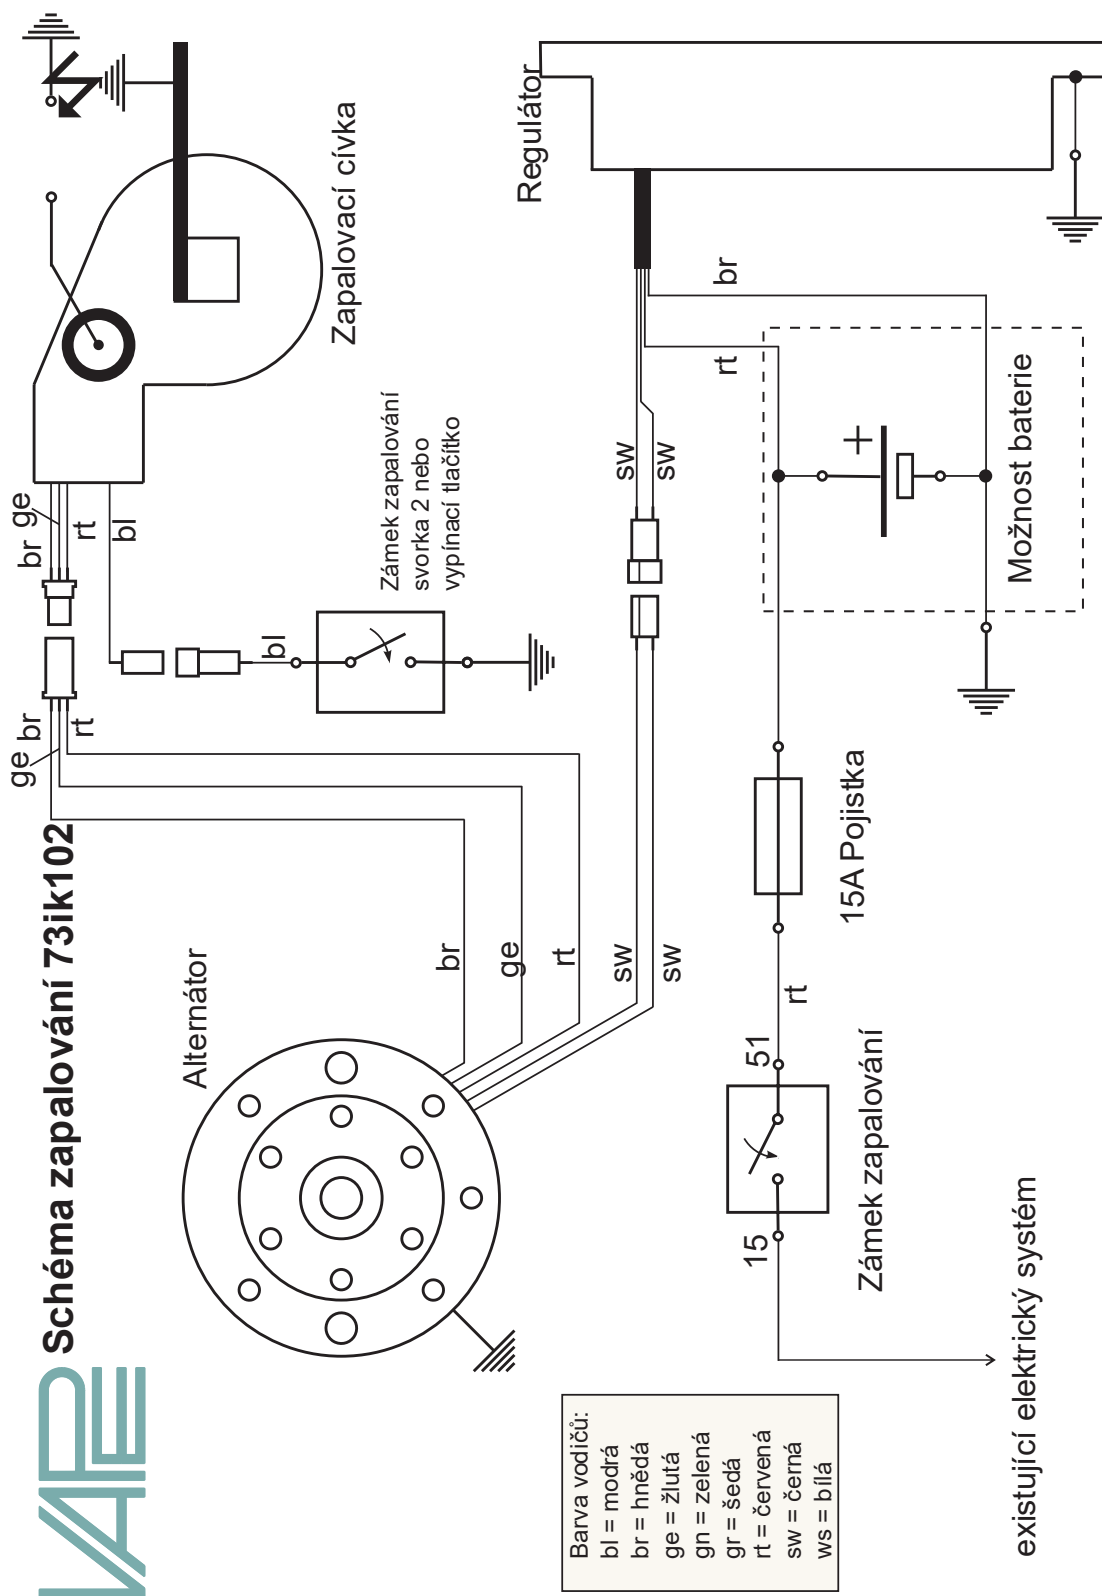 VAPE
Schéma zapalování 73ik102
ge
br
rt
br
ge
rt
bl
Zapalovací cívka
bl
Zámek zapalování
svorka 2 nebo
vypínací tlačítko
Alternátor
br
ge
rt
sw
sw
sw
sw
Regulátor
rt
br
15
51
rt
Zámek zapalování
15A Pojistka
+
Možnost baterie
existující elektrický systém
Barva vodičů:
bl = modrá
br = hnědá
ge = žlutá
gn = zelená
gr = šedá
rt = červená
sw = černá
ws = bílá